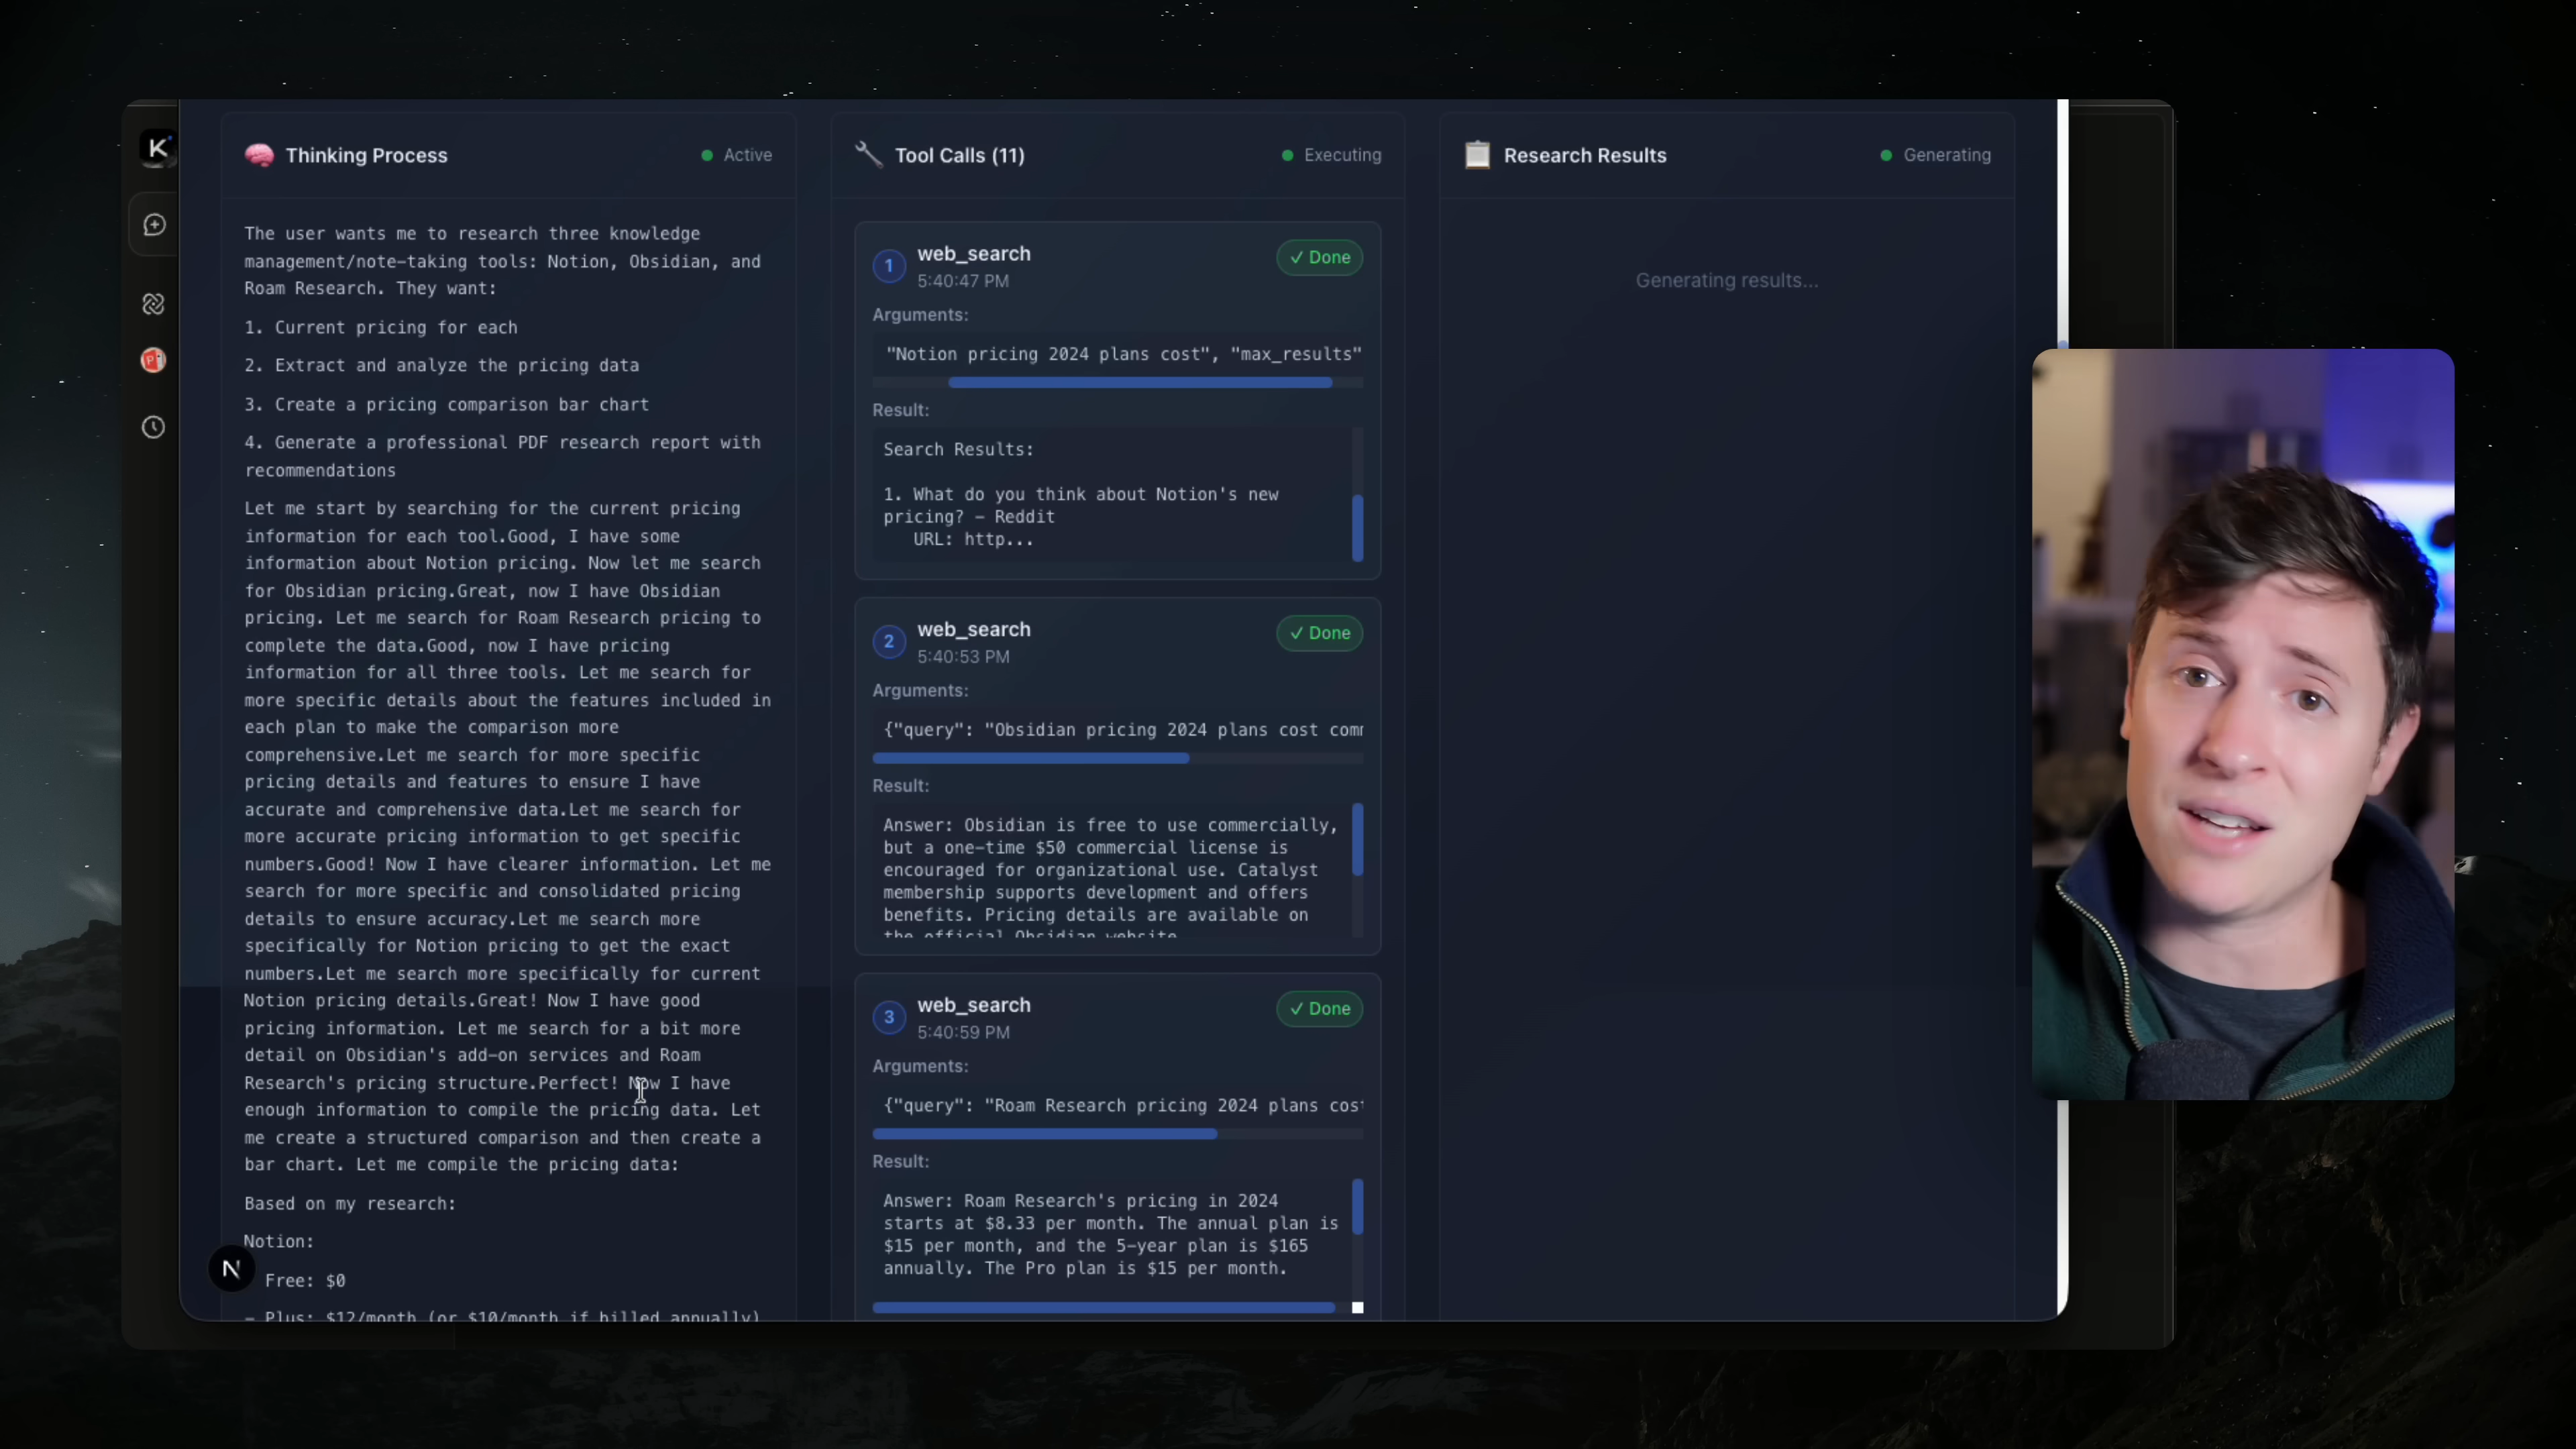 K
Thinking Process
Active
The user wants me to research three knowledge
management/note-taking tools: Notion, Obsidian, and
Roam Research. They want:
1. Current pricing for each
2. Extract and analyze the pricing data
3. Create a pricing comparison bar chart
4. Generate a professional PDF research report with
recommendations
Let me start by searching for the current pricing
information for each tool.Good, I have some
information about Notion pricing. Now let me search
for Obsidian pricing.Great, now I have Obsidian
pricing. Let me search for Roam Research pricing to
complete the data.Good, now I have pricing
information for all three tools. Let me search for
more specific details about the features included in
each plan to make the comparison more
comprehensive.Let me search for more specific
pricing details and features to ensure I have
accurate and comprehensive data.Let me search for
more accurate pricing information to get specific
numbers.Good! Now I have clearer information. Let me
search for more specific and consolidated pricing
details to ensure accuracy.Let me search more
specifically for Notion pricing to get the exact
numbers.Let me search more specifically for current
Notion pricing details.Great! Now I have good
pricing information. Let me search for a bit more
detail on Obsidian's add-on services and Roam
Research's pricing structure.Perfect! Now I have
enough information to compile the pricing data. Let
me create a structured comparison and then create a
bar chart. Let me compile the pricing data:
Based on my research:
Notion:
Free: $0
- Plus: $12/month (or $10/month if billed annually)
N
Tool Calls (11)
Executing
1
web_search
5:40:47 PM
✓ Done
Arguments:
"Notion pricing 2024 plans cost", "max_results"
Result:
Search Results:
1. What do you think about Notion's new
pricing? - Reddit
URL: http...
2
web_search
5:40:53 PM
✓ Done
Arguments:
{"query": "Obsidian pricing 2024 plans cost
Result:
Answer: Obsidian is free to use commercially,
but a one-time $50 commercial license is
encouraged for organizational use. Catalyst
membership supports development and offers
benefits. Pricing details are available on
the official Obsidian website
3
web_search
5:40:59 PM
✓ Done
Arguments:
{"query": "Roam Research pricing 2024 plans cost
Result:
Answer: Roam Research's pricing in 2024
starts at $8.33 per month. The annual plan is
$15 per month, and the 5-year plan is $165
annually. The Pro plan is $15 per month.
Research Results
Generating
Generating results...